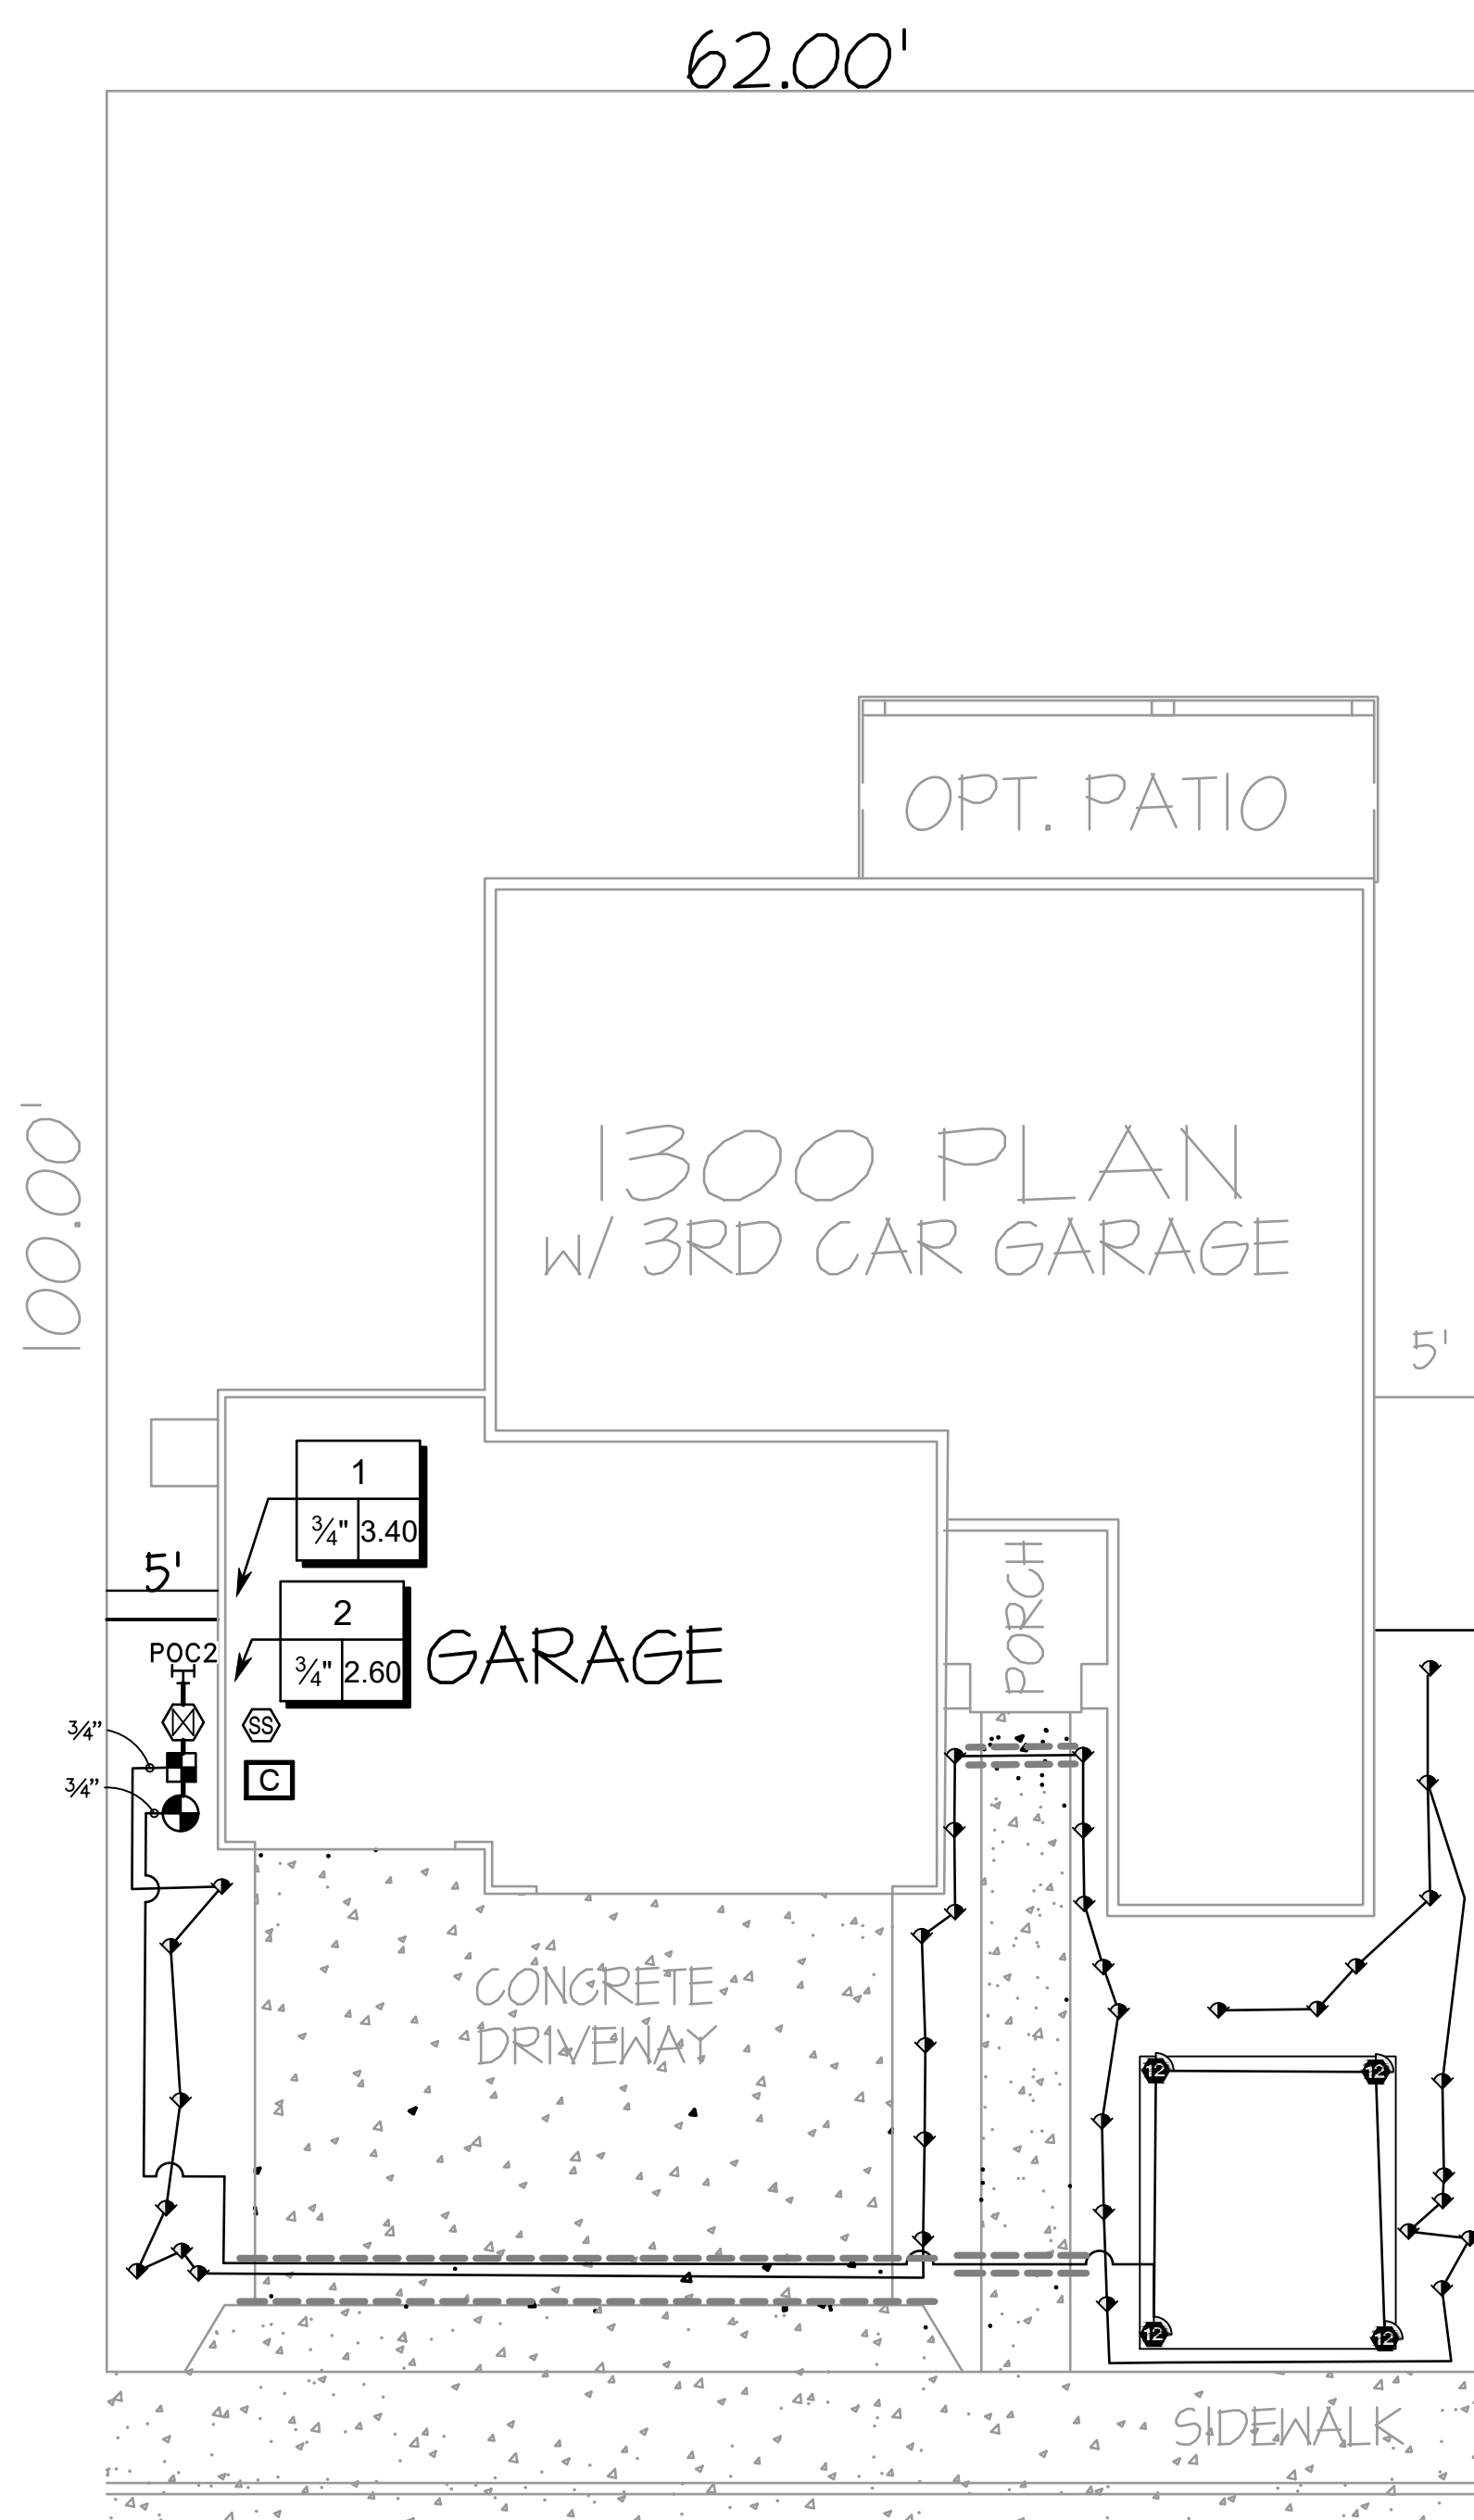 62.00'
OPT. PATIO
100.00'
1300 PLAN
W/ 3RD CAR GARAGE
5'
1
3/4" 3.40
5'
PORCH
2
3/4" 2.60
GARAGE
POC2
3/4"
SS
3/4"
C
CONCRETE
DRIVEWAY
12 12
12 12
SIDEWALK